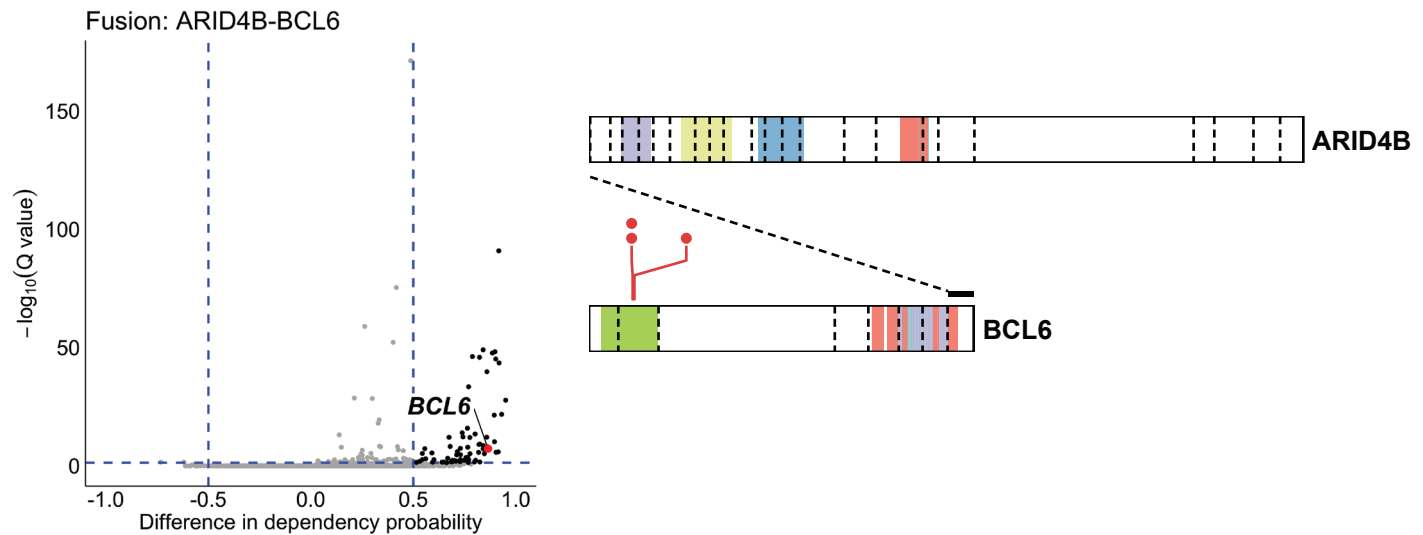 Fusion: ARID4B-BCL6
−log10(Q value)
150
100
50
0
BCL6
-1.0 -0.5 0.0 0.5 1.0
Difference in dependency probability
ARID4B
BCL6